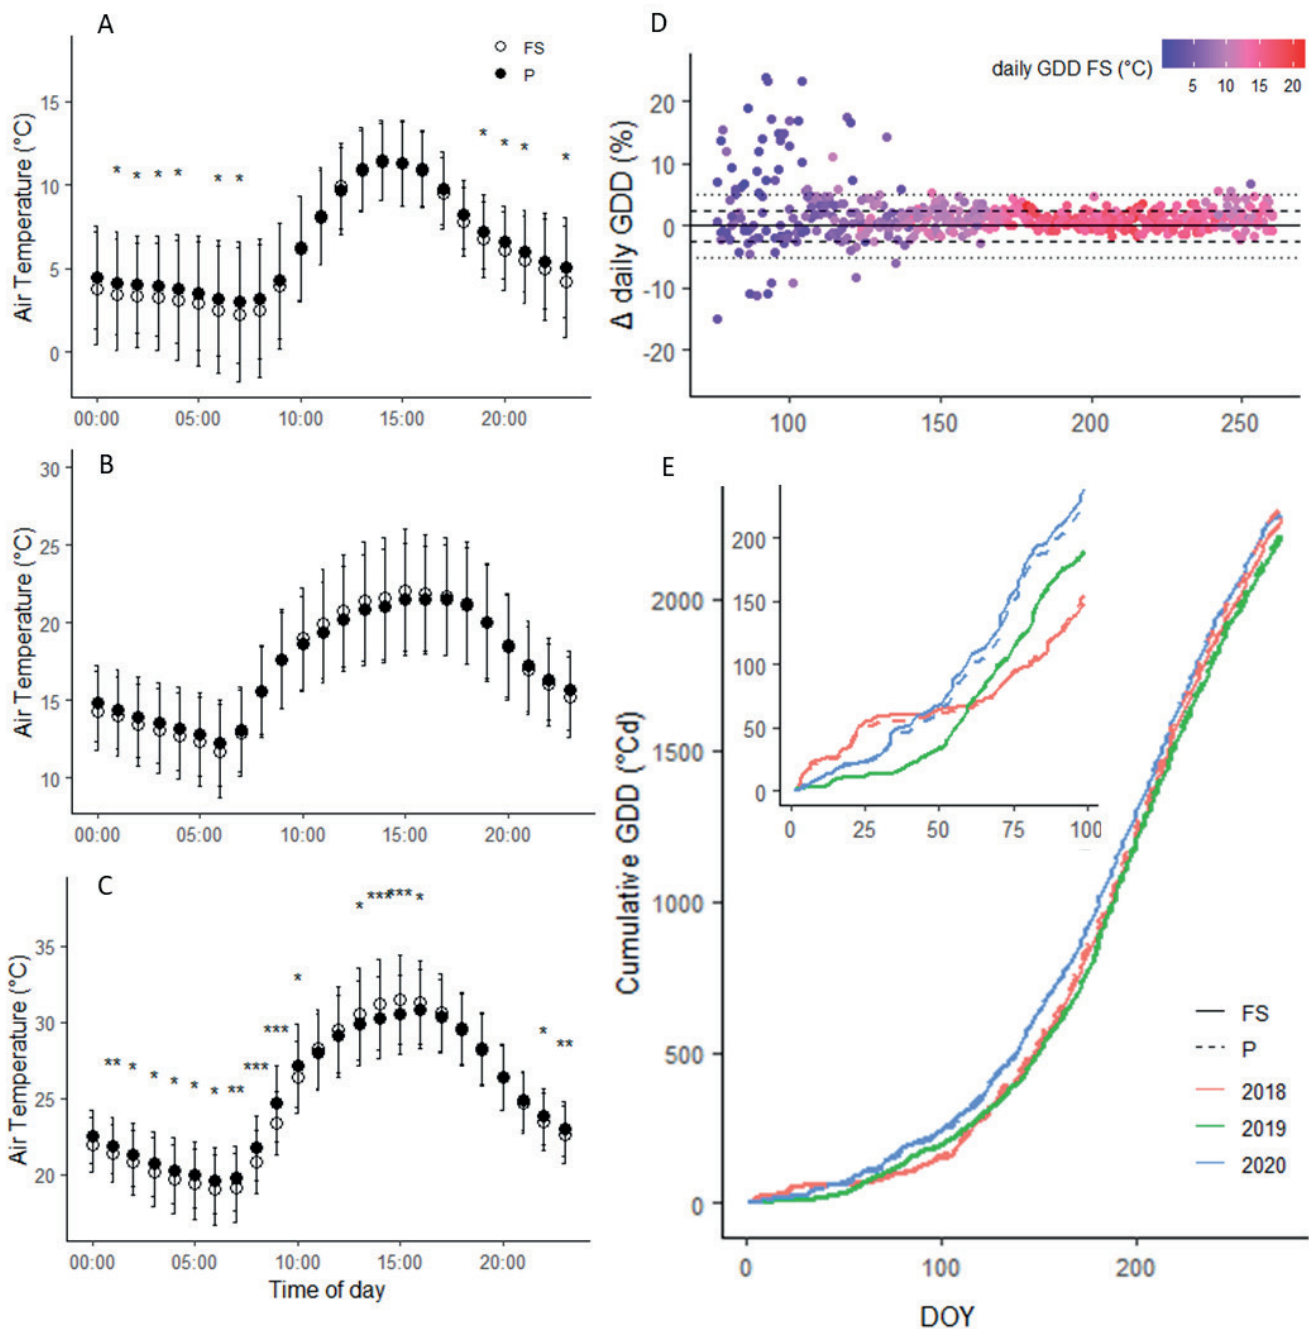 A
FS
P
Air Temperature (°C)
15
10
5
0
* * * * * * * * * *
00:00 05:00 10:00 15:00 20:00
B
Air Temperature (°C)
30
25
20
15
10
00:00 05:00 10:00 15:00 20:00
C
Air Temperature (°C)
35
30
25
20
** * * * * * ** *** *** * * *** *** * * **
00:00 05:00 10:00 15:00 20:00
Time of day
D
daily GDD FS (°C)
5 10 15 20
Δ daily GDD (%)
20
10
0
-10
-20
100 150 200 250
E
Cumulative GDD (°Cd)
2000
1500
1000
500
0
200
150
100
50
0
0 25 50 75 100
FS
P
2018
2019
2020
0 100 200
DOY